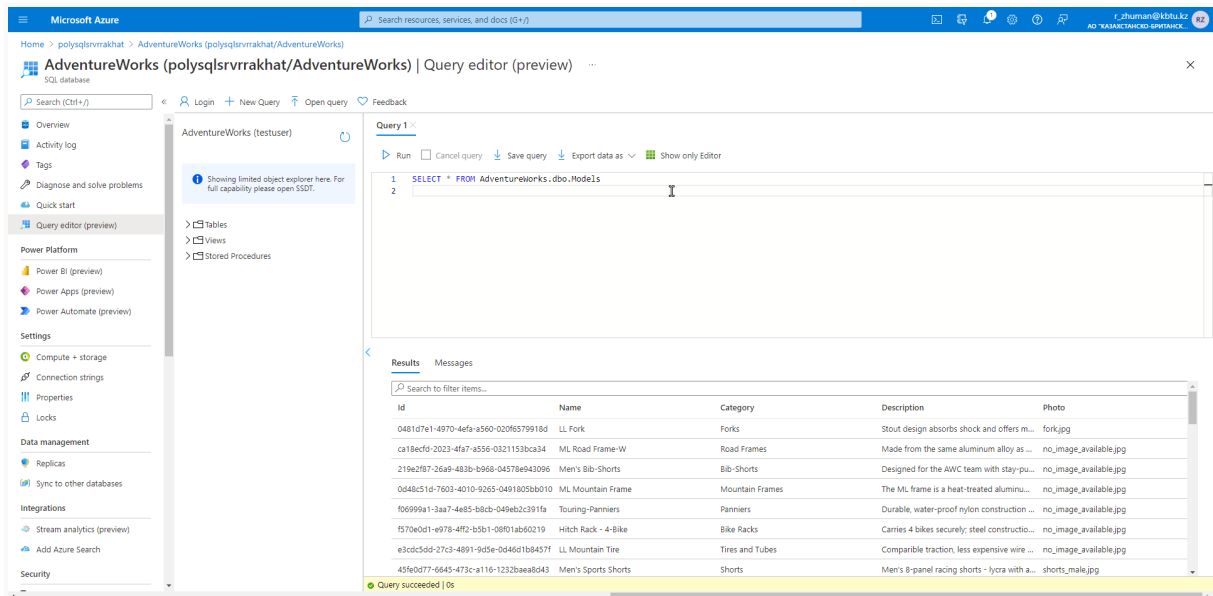 Microsoft Azure
Search resources, services, and docs (G+/)
1
r_zhuman@kbtu.kz
АО "КАЗАХСТАНСКО-БРИТАНСК...
RZ
Home > polysqlsrvrrakhat > AdventureWorks (polysqlsrvrrakhat/AdventureWorks)
AdventureWorks (polysqlsrvrrakhat/AdventureWorks) | Query editor (preview) ...
SQL database
Search (Ctrl+/)
«
Login
New Query
Open query
Feedback
Overview
Activity log
Tags
Diagnose and solve problems
Quick start
Query editor (preview)
Power Platform
Power BI (preview)
Power Apps (preview)
Power Automate (preview)
Settings
Compute + storage
Connection strings
Properties
Locks
Data management
Replicas
Sync to other databases
Integrations
Stream analytics (preview)
Add Azure Search
Security
AdventureWorks (testuser)
Showing limited object explorer here. For
full capability please open SSDT.
Tables
Views
Stored Procedures
Query 1
Run Cancel query Save query Export data as Show only Editor
1 SELECT * FROM AdventureWorks.dbo.Models
2
Results Messages
Search to filter items...
Id Name Category Description Photo
0481d7e1-4970-4efa-a560-020f6579918d LL Fork Forks Stout design absorbs shock and offers m... fork.jpg
ca18ecfd-2023-4fa7-a556-0321153bca34 ML Road Frame-W Road Frames Made from the same aluminum alloy as ... no_image_available.jpg
219e2f87-26a9-483b-b968-04578e943096 Men's Bib-Shorts Bib-Shorts Designed for the AWC team with stay-pu... no_image_available.jpg
0d48c51d-7603-4010-9265-0491805bb010 ML Mountain Frame Mountain Frames The ML frame is a heat-treated aluminu... no_image_available.jpg
f06999a1-3aa7-4e85-b8cb-049eb2c391fa Touring-Panniers Panniers Durable, water-proof nylon construction ... no_image_available.jpg
f570e0d1-e978-4ff2-b5b1-08f01ab60219 Hitch Rack - 4-Bike Bike Racks Carries 4 bikes securely; steel constructio... no_image_available.jpg
e3cdc5dd-27c3-4891-9d5e-0d46d1b8457f LL Mountain Tire Tires and Tubes Comparible traction, less expensive wire ... no_image_available.jpg
45fe0d77-6645-473c-a116-1232baea8d43 Men's Sports Shorts Shorts Men's 8-panel racing shorts - lycra with a... shorts_male.jpg
Query succeeded | 0s